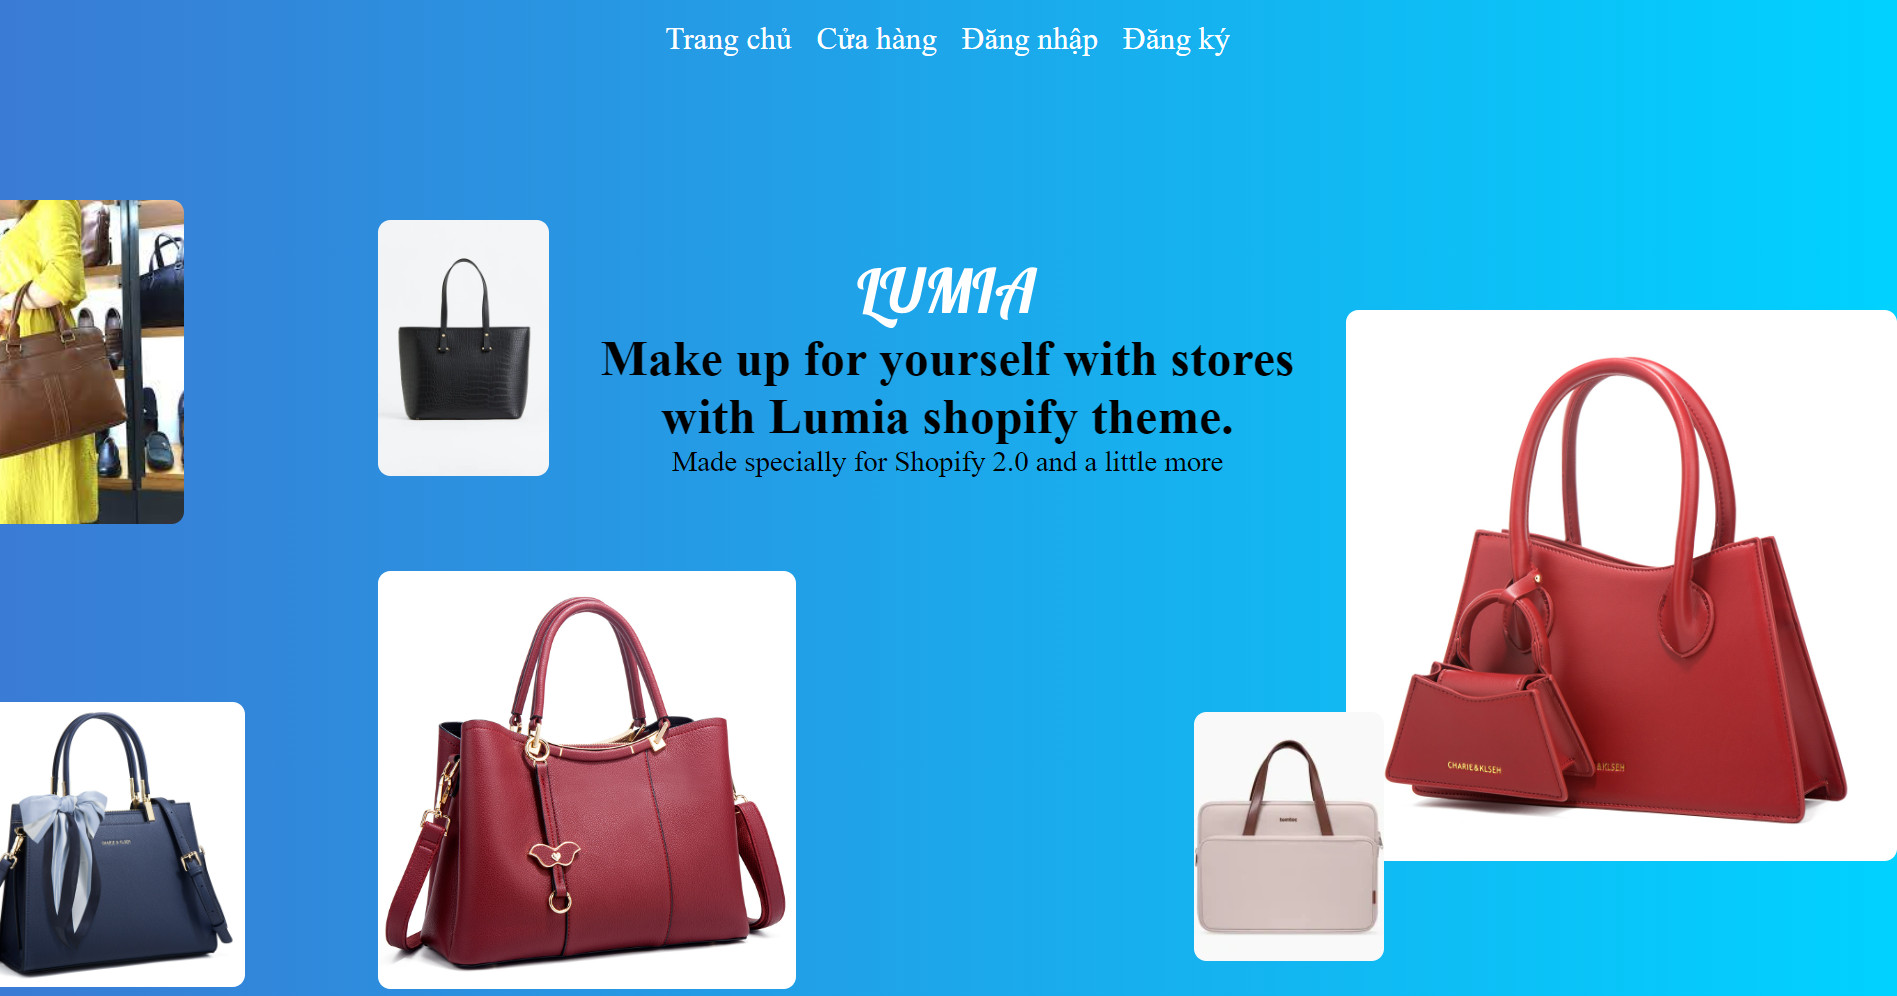 Trang chủ Cửa hàng Đăng nhập Đăng ký
LUMIA
Make up for yourself with stores
with Lumia shopify theme.
Made specially for Shopify 2.0 and a little more
CHARIE&KLSEH
&KLSEH